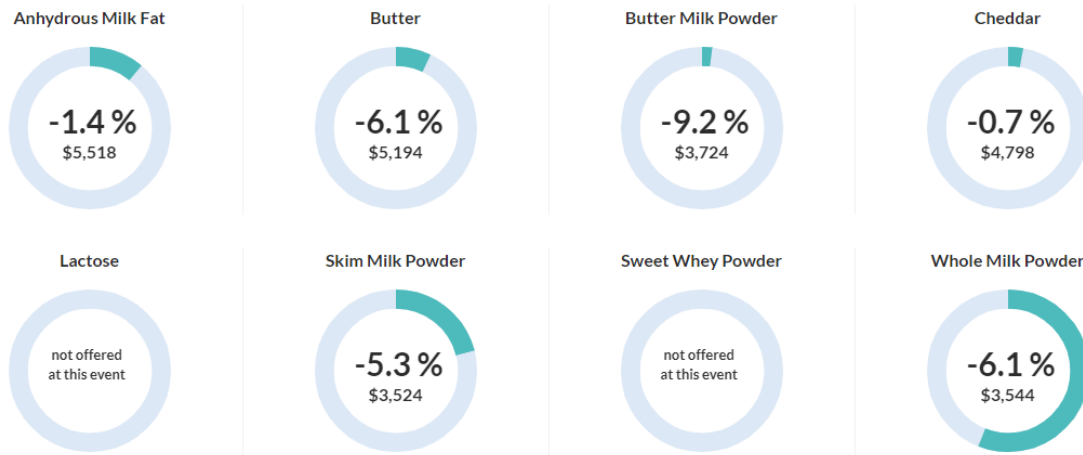 Anhydrous Milk Fat
-1.4 %
$5,518
Butter
-6.1 %
$5,194
Butter Milk Powder
-9.2 %
$3,724
Cheddar
-0.7 %
$4,798
Lactose
not offered
at this event
Skim Milk Powder
-5.3 %
$3,524
Sweet Whey Powder
not offered
at this event
Whole Milk Powder
-6.1 %
$3,544